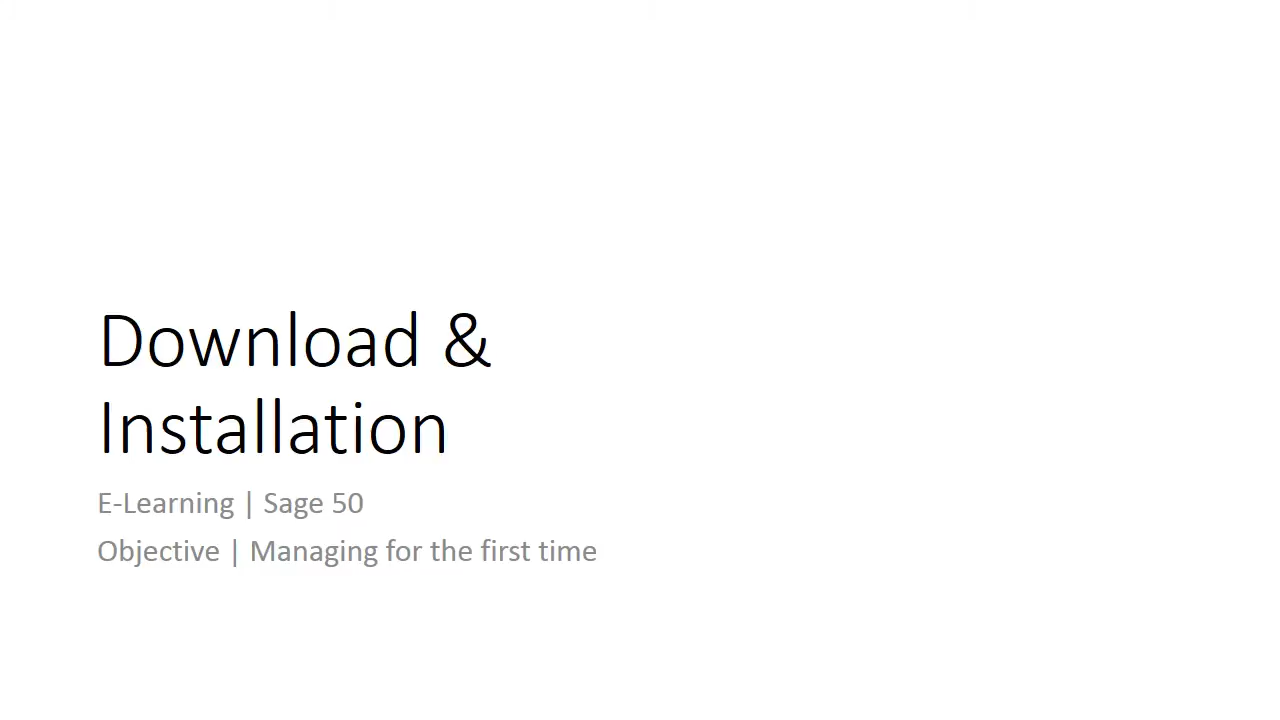 Download &
Installation
E-Learning | Sage 50
Objective | Managing for the first time